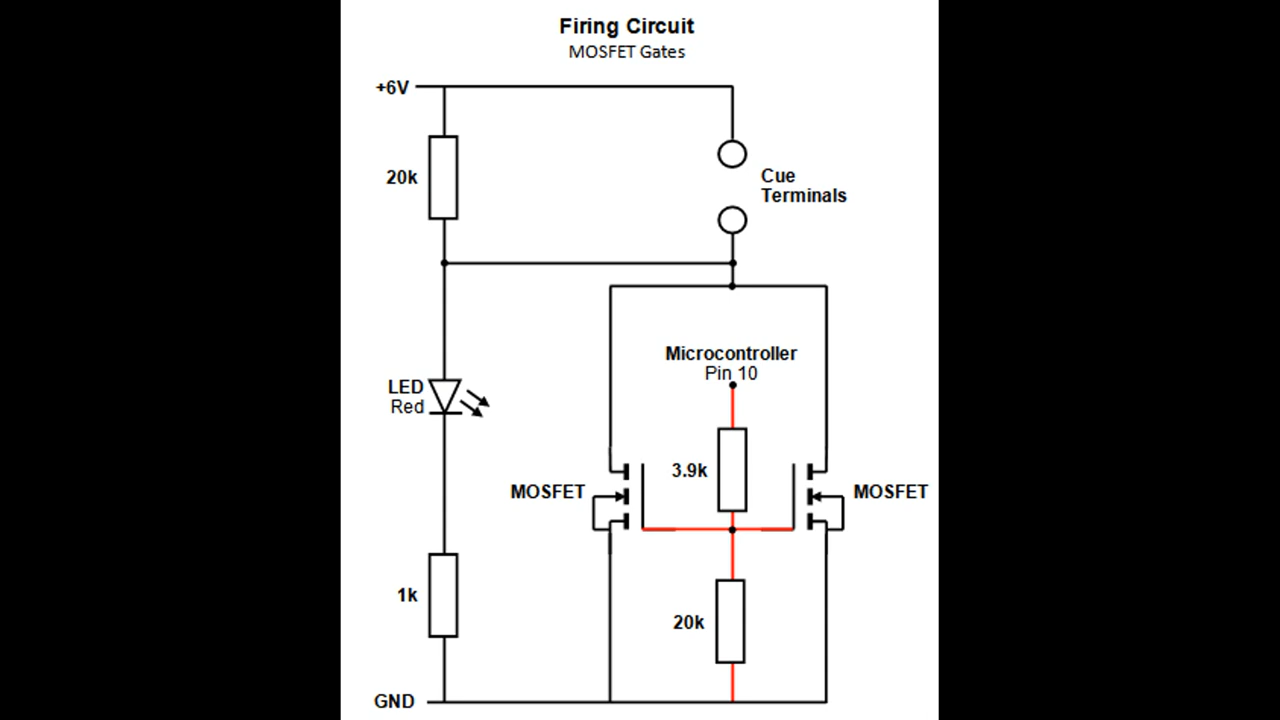 Firing Circuit
MOSFET Gates
+6V
20k
Cue
Terminals
Microcontroller
Pin 10
LED
Red
3.9k
MOSFET
MOSFET
1k
20k
GND